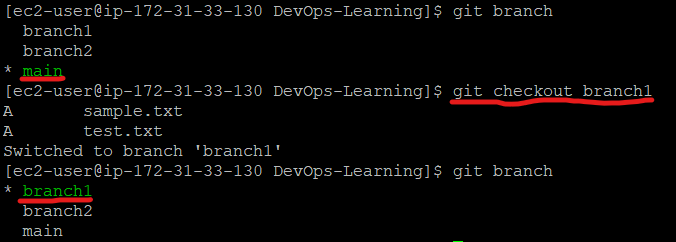 [ec2-user@ip-172-31-33-130 DevOps-Learning]$ git branch
  branch1
  branch2
* main
[ec2-user@ip-172-31-33-130 DevOps-Learning]$ git checkout branch1
A       sample.txt
A       test.txt
Switched to branch 'branch1'
[ec2-user@ip-172-31-33-130 DevOps-Learning]$ git branch
* branch1
  branch2
  main